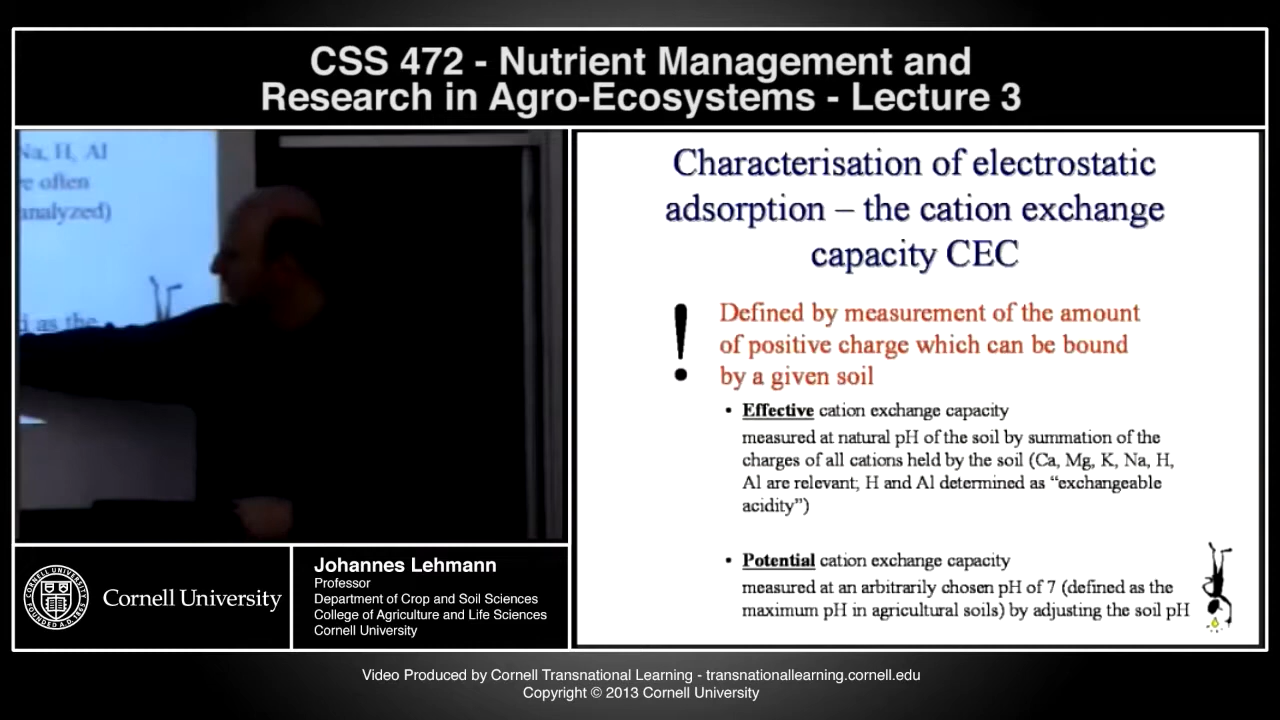 CSS 472 - Nutrient Management and
Research in Agro-Ecosystems - Lecture 3
Na, H, Al
e often
analyzed)
d as the
Characterisation of electrostatic
adsorption – the cation exchange
capacity CEC
! Defined by measurement of the amount
of positive charge which can be bound
by a given soil
• Effective cation exchange capacity
measured at natural pH of the soil by summation of the
charges of all cations held by the soil (Ca, Mg, K, Na, H,
Al are relevant; H and Al determined as “exchangeable
acidity”)
• Potential cation exchange capacity
measured at an arbitrarily chosen pH of 7 (defined as the
maximum pH in agricultural soils) by adjusting the soil pH
CORNELL UNIVERSITY
FOUNDED A.D.
Cornell University
Johannes Lehmann
Professor
Department of Crop and Soil Sciences
College of Agriculture and Life Sciences
Cornell University
Video Produced by Cornell Transnational Learning - transnationallearning.cornell.edu
Copyright © 2013 Cornell University